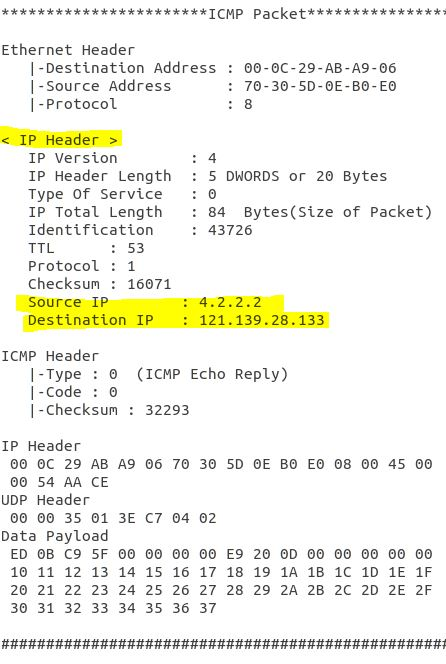 ***********************ICMP Packet****************
Ethernet Header
|-Destination Address : 00-0C-29-AB-A9-06
|-Source Address : 70-30-5D-0E-B0-E0
|-Protocol : 8
< IP Header >
IP Version : 4
IP Header Length : 5 DWORDS or 20 Bytes
Type Of Service : 0
IP Total Length : 84 Bytes(Size of Packet)
Identification : 43726
TTL : 53
Protocol : 1
Checksum : 16071
Source IP : 4.2.2.2
Destination IP : 121.139.28.133
ICMP Header
|-Type : 0 (ICMP Echo Reply)
|-Code : 0
|-Checksum : 32293
IP Header
00 0C 29 AB A9 06 70 30 5D 0E B0 E0 08 00 45 00
00 54 AA CE
UDP Header
00 00 35 01 3E C7 04 02
Data Payload
ED 0B C9 5F 00 00 00 00 E9 20 0D 00 00 00 00 00
10 11 12 13 14 15 16 17 18 19 1A 1B 1C 1D 1E 1F
20 21 22 23 24 25 26 27 28 29 2A 2B 2C 2D 2E 2F
30 31 32 33 34 35 36 37
##################################################